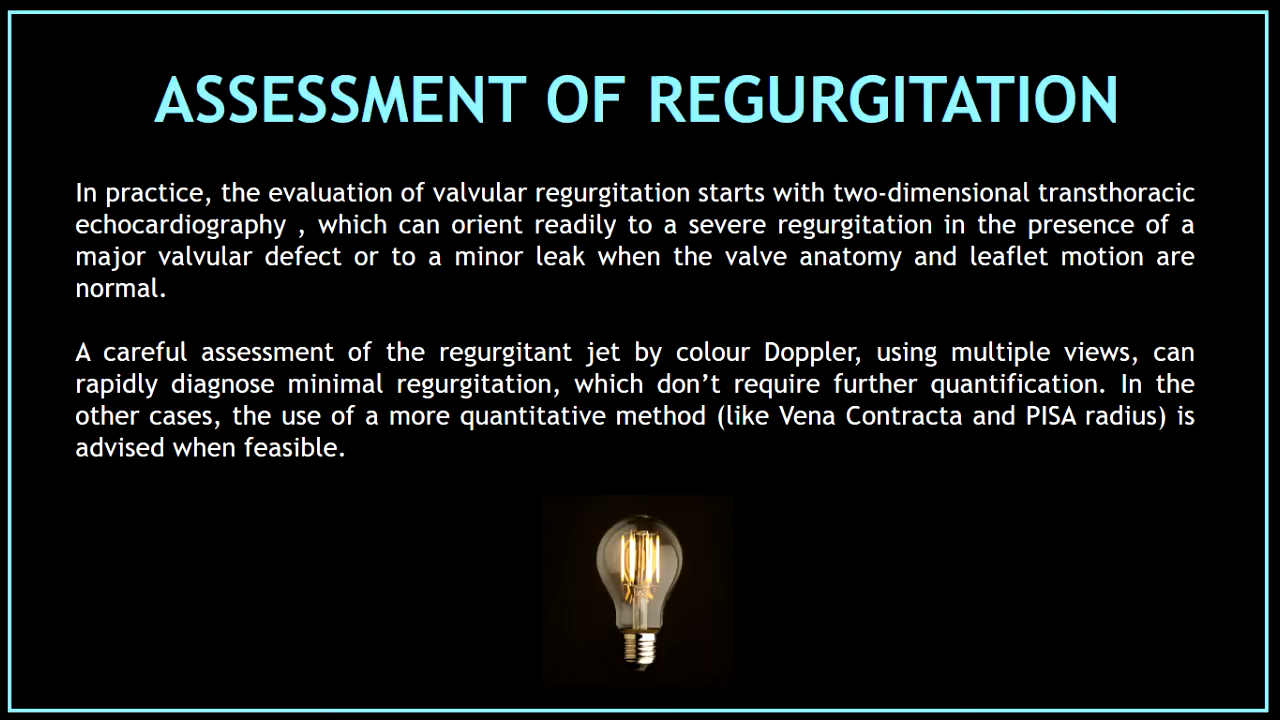 ASSESSMENT OF REGURGITATION
In practice, the evaluation of valvular regurgitation starts with two-dimensional transthoracic
echocardiography , which can orient readily to a severe regurgitation in the presence of a
major valvular defect or to a minor leak when the valve anatomy and leaflet motion are
normal.
A careful assessment of the regurgitant jet by colour Doppler, using multiple views, can
rapidly diagnose minimal regurgitation, which don’t require further quantification. In the
other cases, the use of a more quantitative method (like Vena Contracta and PISA radius) is
advised when feasible.